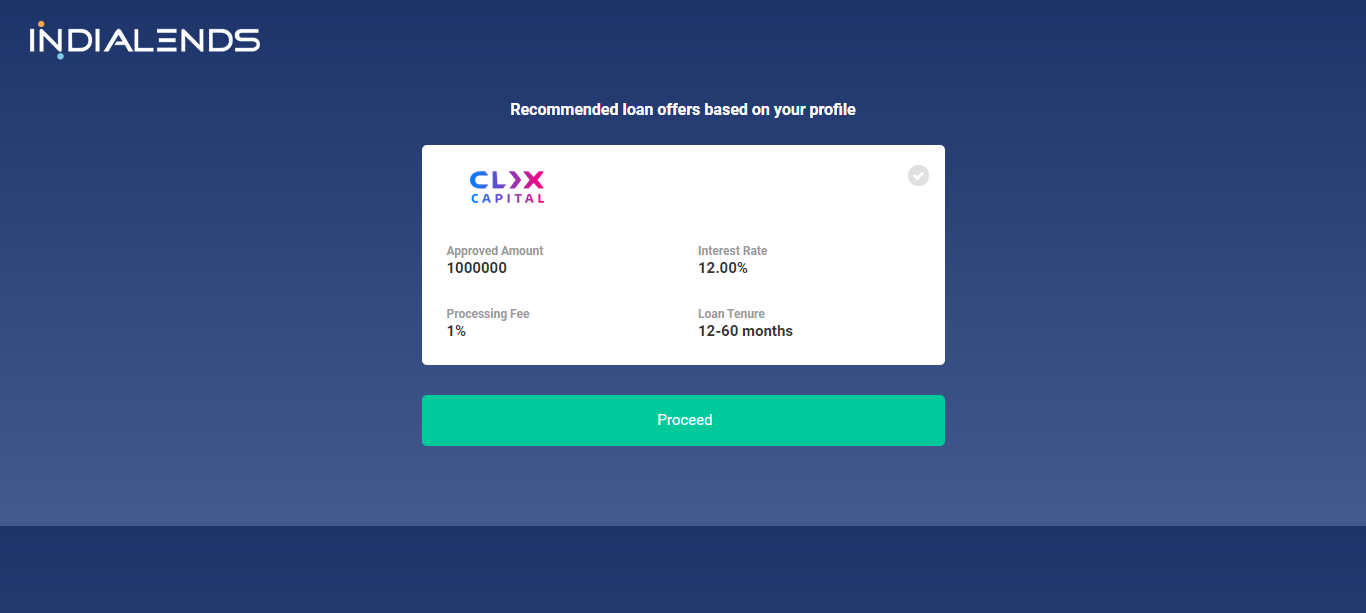 INDIALENDS
Recommended loan offers based on your profile
CLIX
CAPITAL
Approved Amount
1000000
Interest Rate
12.00%
Processing Fee
1%
Loan Tenure
12-60 months
Proceed